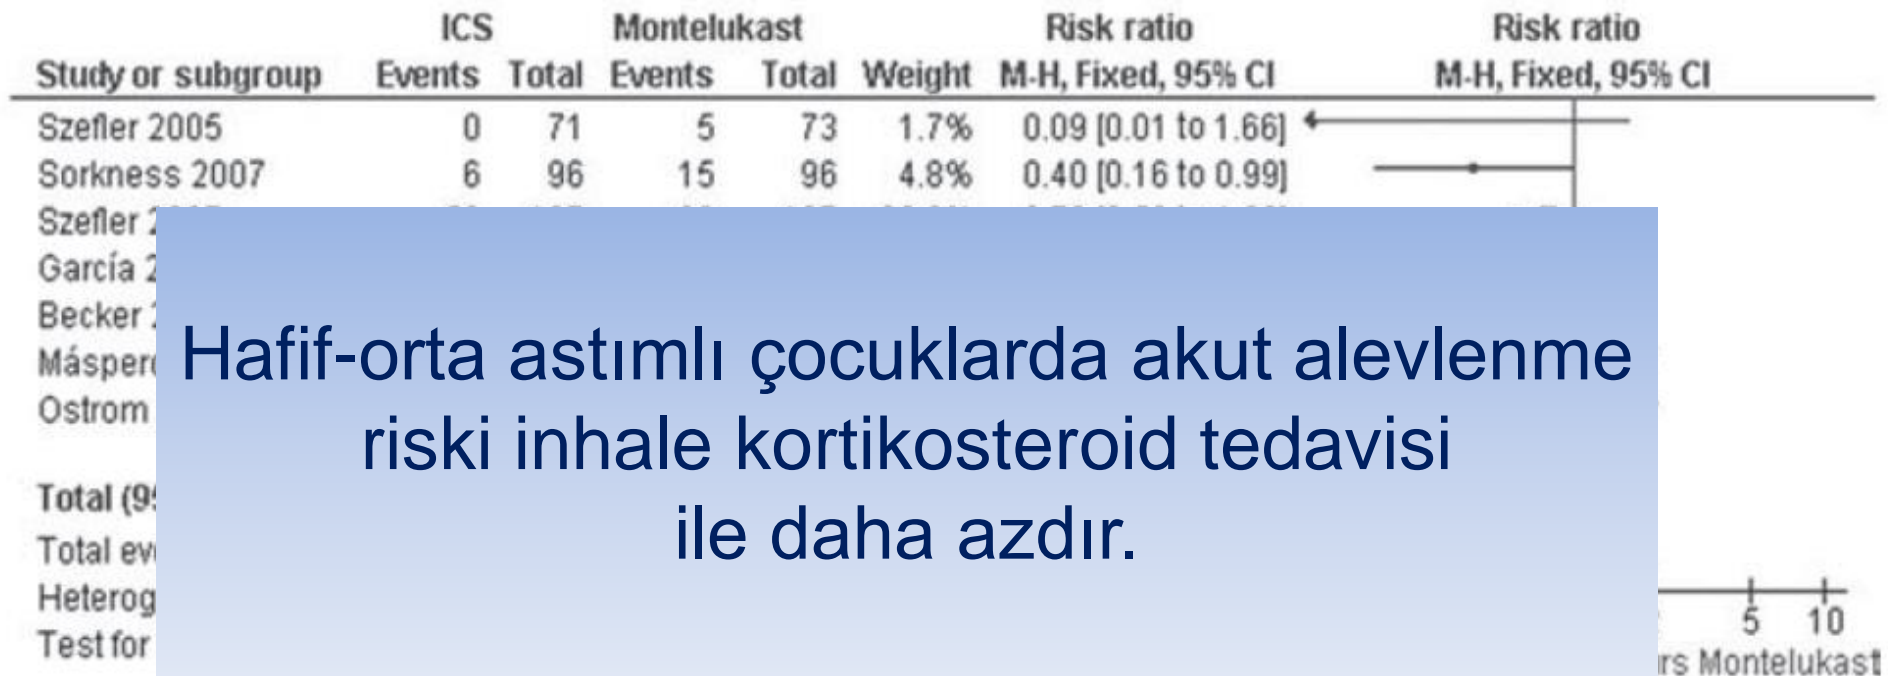 ICS Montelukast Risk ratio Risk ratio
Study or subgroup Events Total Events Total Weight M-H, Fixed, 95% CI M-H, Fixed, 95% CI
Szefler 2005 0 71 5 73 1.7% 0.09 [0.01 to 1.66]
Sorkness 2007 6 96 15 96 4.8% 0.40 [0.16 to 0.99]
Szefler
García
Becker
Ostrom
Total
Total
Test for
Hafif-orta astımlı çocuklarda akut alevlenme
riski inhale kortikosteroid tedavisi
ile daha azdır.
5 10
Montelukast